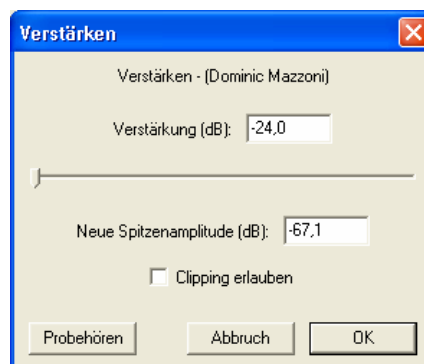 Verstärken
Verstärken - (Dominic Mazzoni)
Verstärkung (dB): -24,0
Neue Spitzenamplitude (dB): -67,1
Clipping erlauben
Probehören Abbruch OK